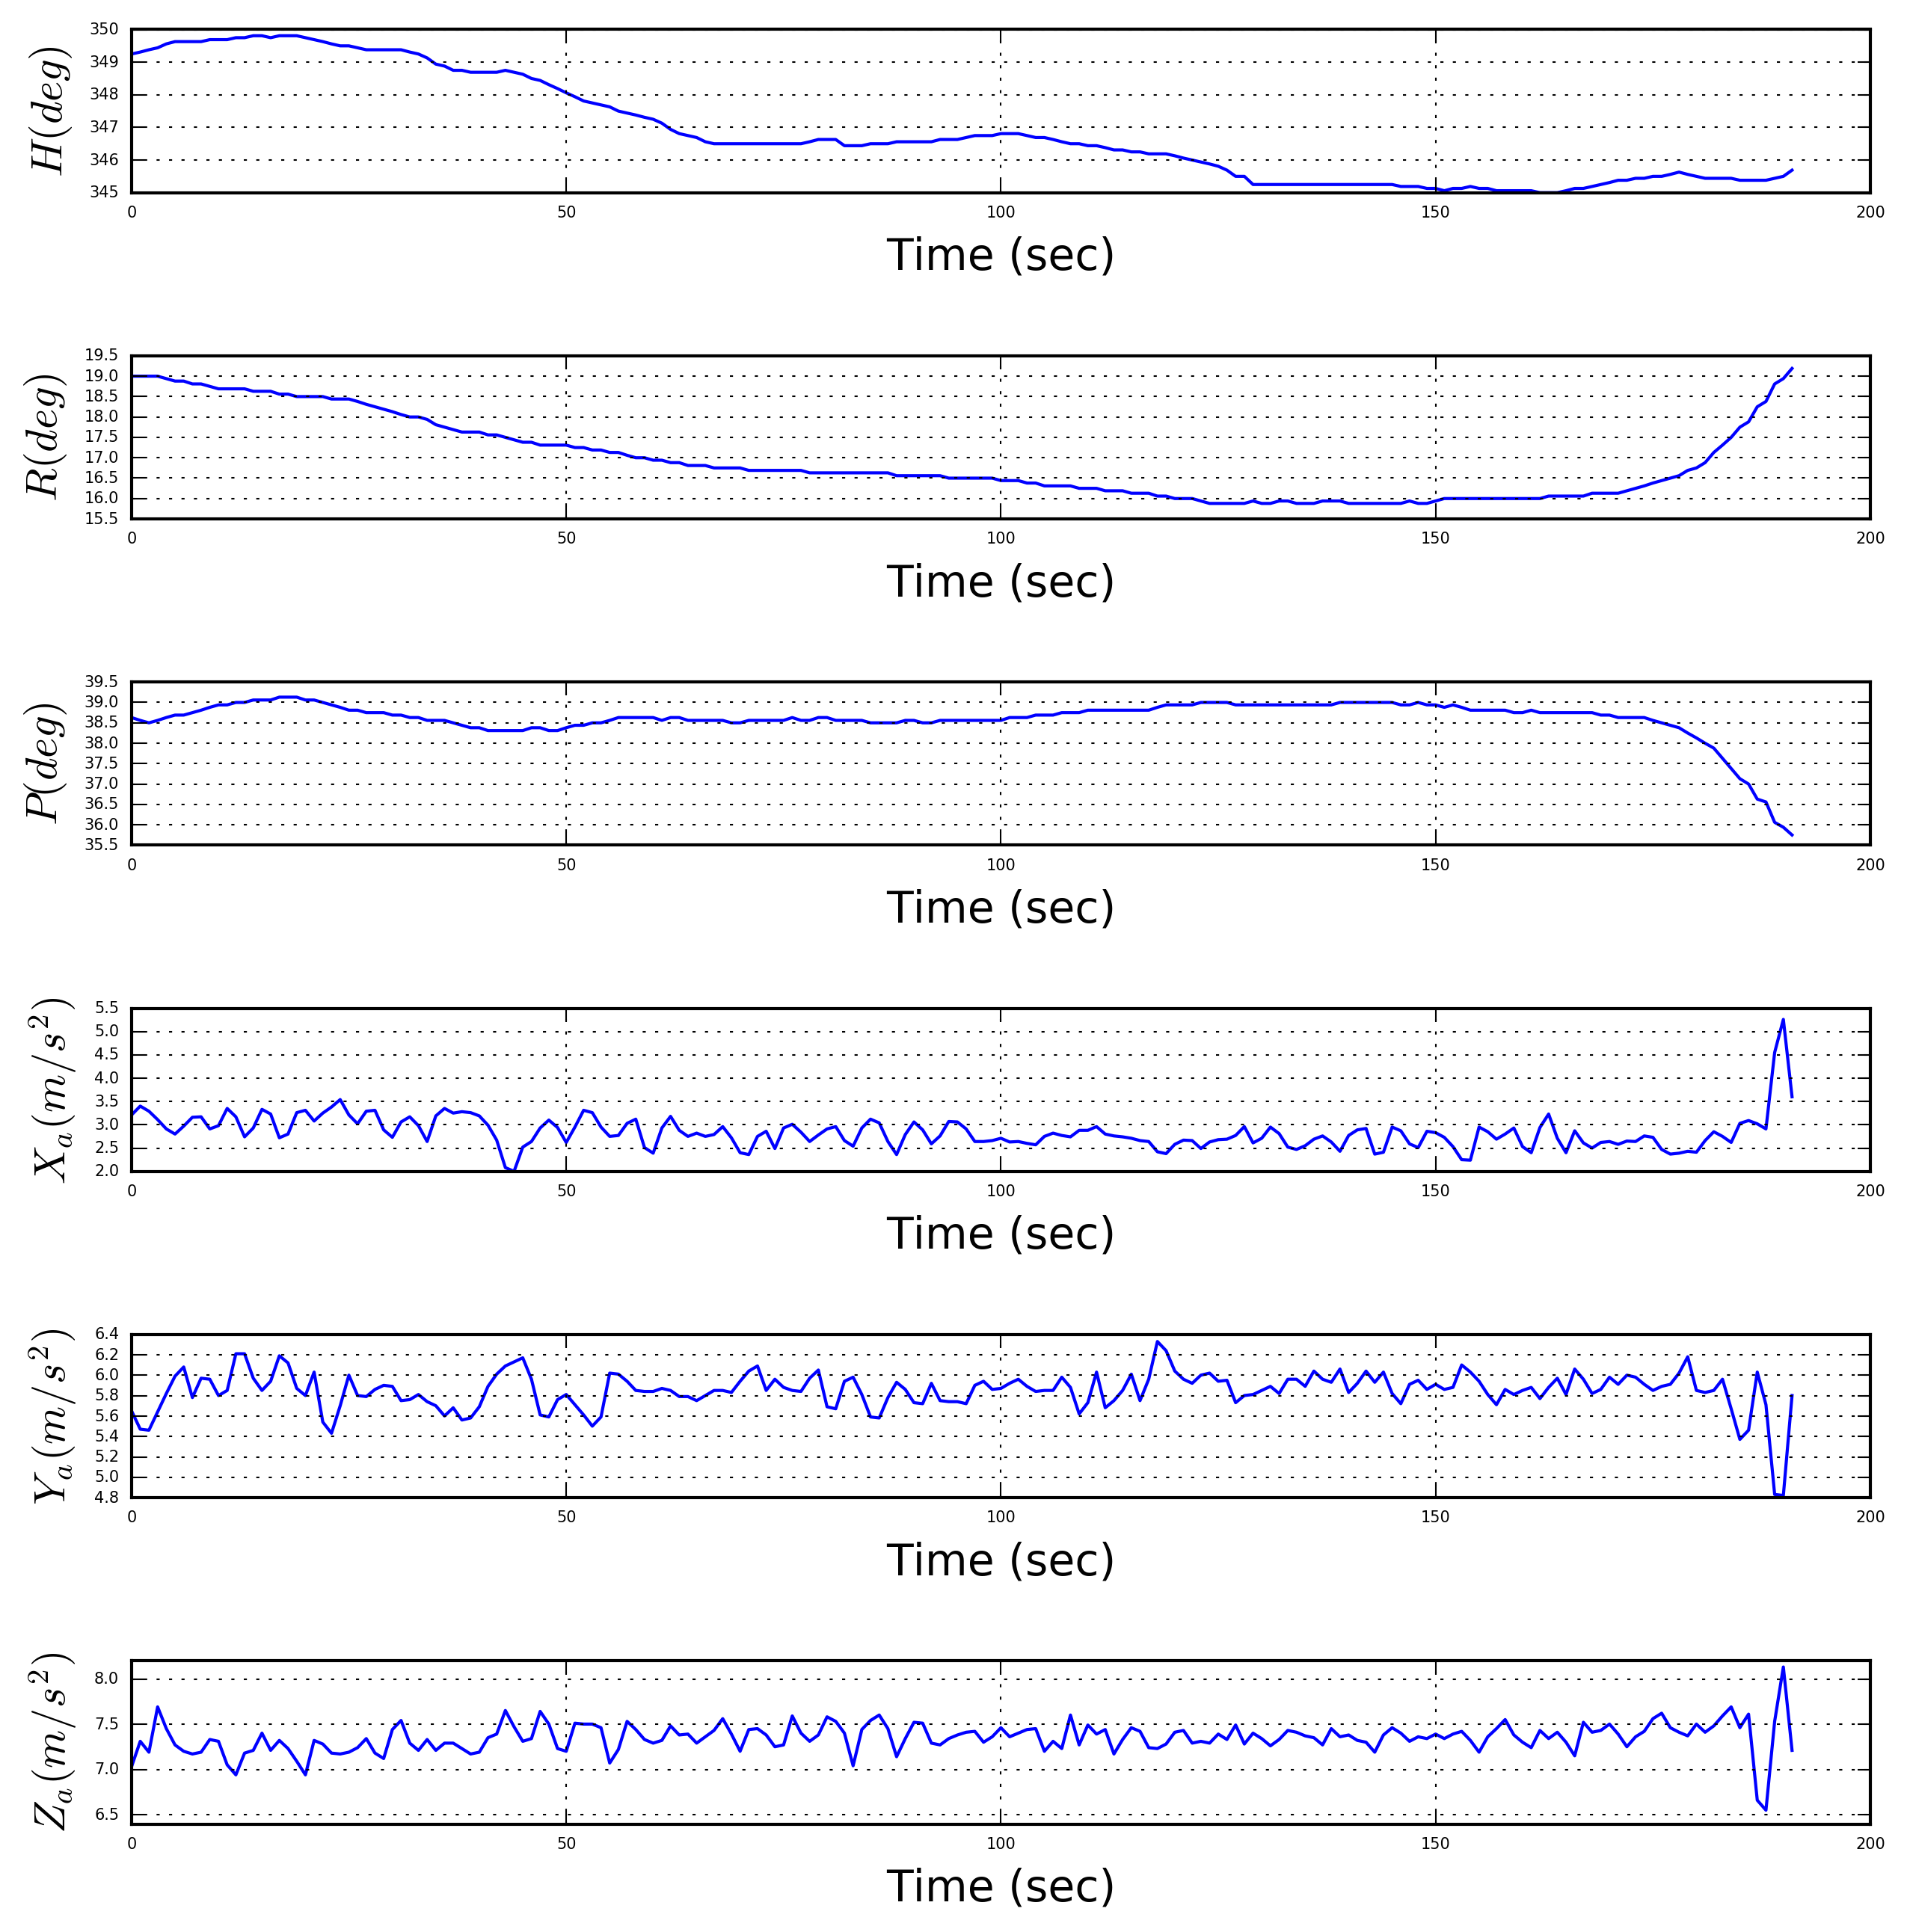 H(deg)
350
349
348
347
346
345
0 50 100 150 200
Time (sec)
R(deg)
19.5
19.0
18.5
18.0
17.5
17.0
16.5
16.0
15.5
0 50 100 150 200
Time (sec)
P(deg)
39.5
39.0
38.5
38.0
37.5
37.0
36.5
36.0
35.5
0 50 100 150 200
Time (sec)
Xₐ(m/s²)
5.5
5.0
4.5
4.0
3.5
3.0
2.5
2.0
0 50 100 150 200
Time (sec)
Yₐ(m/s²)
6.4
6.2
6.0
5.8
5.6
5.4
5.2
5.0
4.8
0 50 100 150 200
Time (sec)
Zₐ(m/s²)
8.0
7.5
7.0
6.5
0 50 100 150 200
Time (sec)